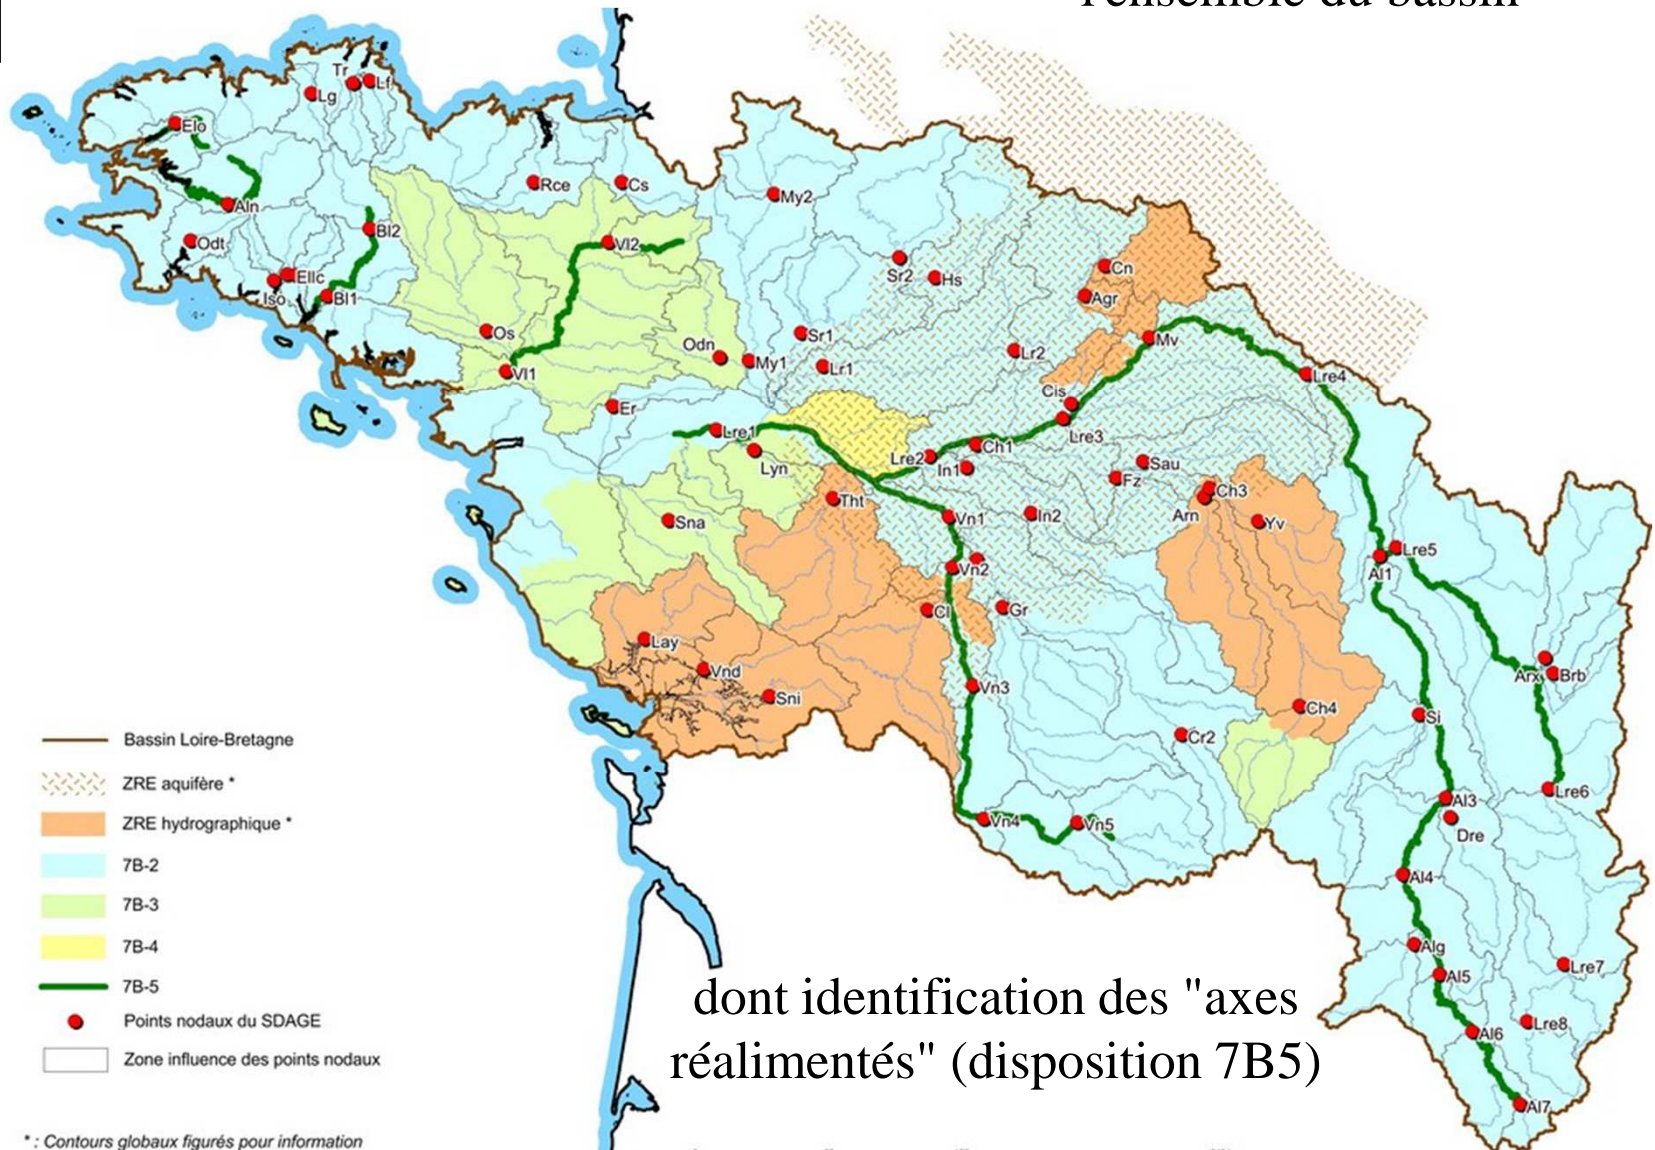 l'ensemble du bassin
Tr
Lf
Lg
Elo
Rce
Cs
My2
Aln
Bl2
Odt
Vl2
Sr2
Hs
Cn
Ellc
Iso
Bl1
Agr
Os
Odn
Sr1
Mv
My1
Lr1
Lr2
Vl1
Lre4
Cis
Er
Lre1
Lre3
Ch1
Lyn
Lre2
In1
Sau
Fz
Ch3
Tht
Arn
Yv
Sna
Vn1
In2
Vn2
Lre5
Al1
Cl
Gr
Lay
Vnd
Arx
Brb
Vn3
Sni
Ch4
Si
Cr2
Lre6
Al3
Vn4
Vn5
Dre
Al4
Alg
Lre7
Al5
Lre8
Al6
Al7
Bassin Loire-Bretagne
ZRE aquifère *
ZRE hydrographique *
7B-2
7B-3
7B-4
7B-5
Points nodaux du SDAGE
Zone influence des points nodaux
* : Contours globaux figurés pour information
dont identification des "axes
réalimentés" (disposition 7B5)